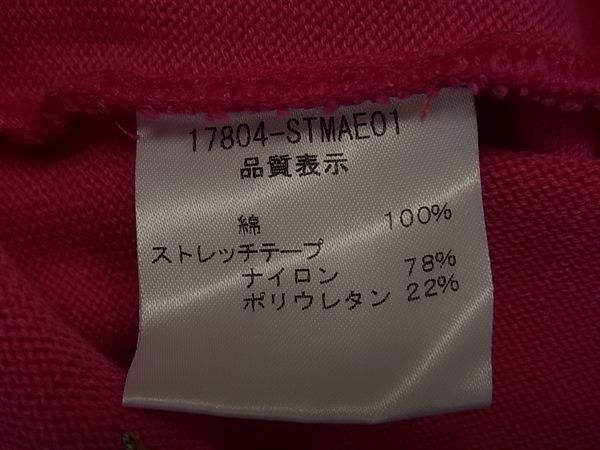 17804-STMAE01
品質表示
綿 100%
ストレッチテープ
ナイロン 78%
ポリウレタン 22%